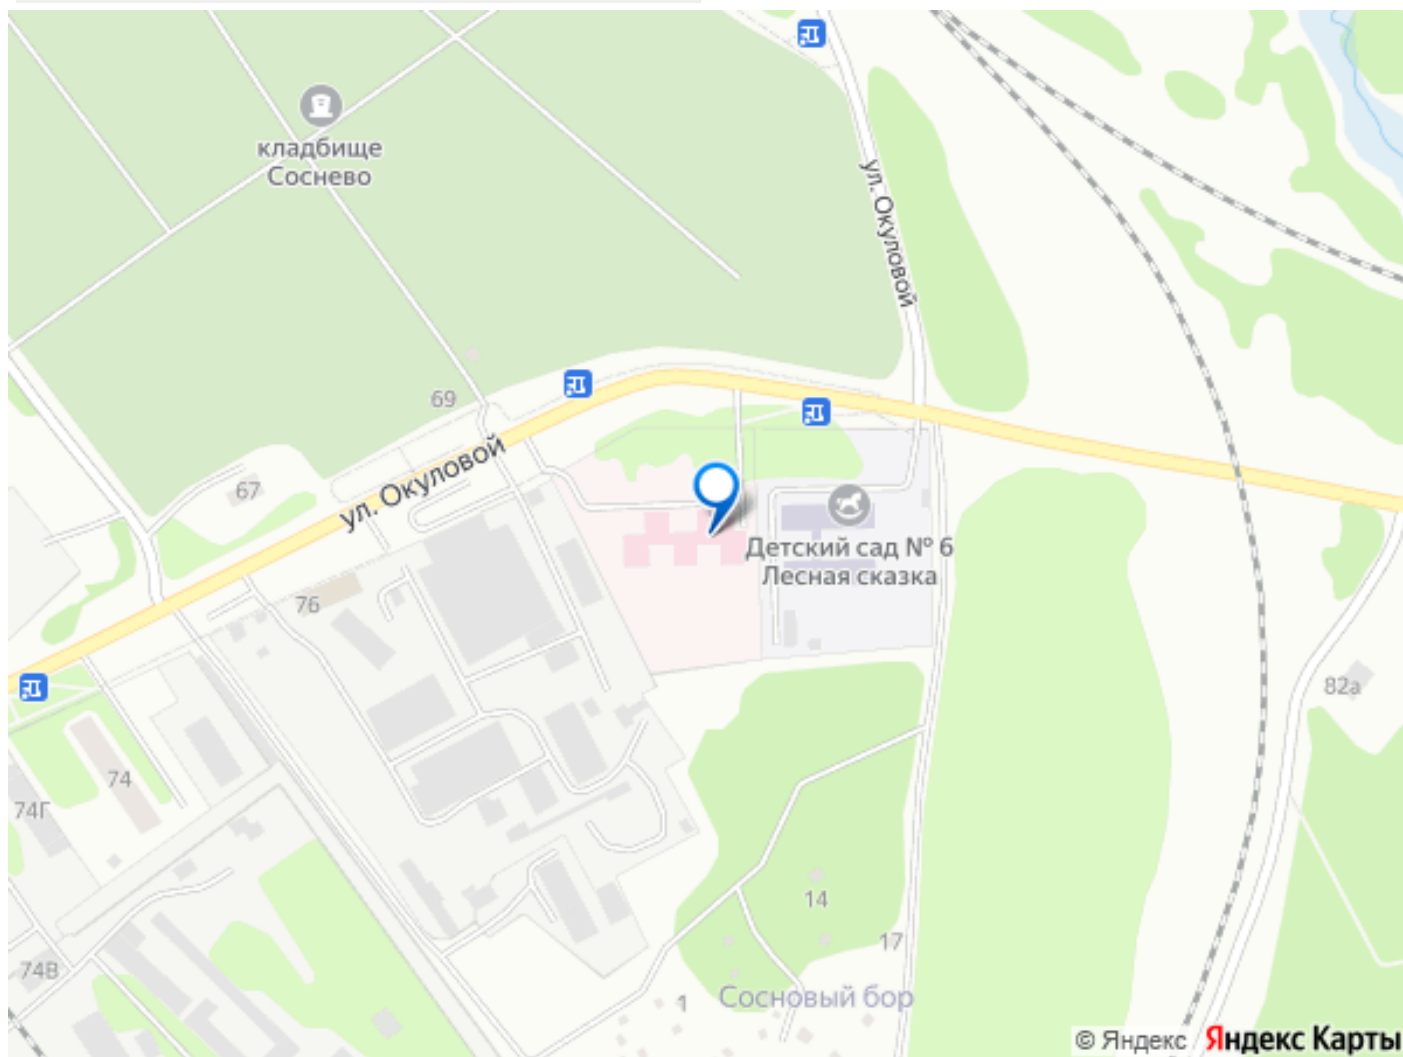 кладбище
Соснево
ул. Окуловой
69
ул. Окуловой
67
Детский сад № 6
Лесная сказка
76
82а
74
74Г
14
17
74В
Сосновый бор
1
© Яндекс Яндекс Карты